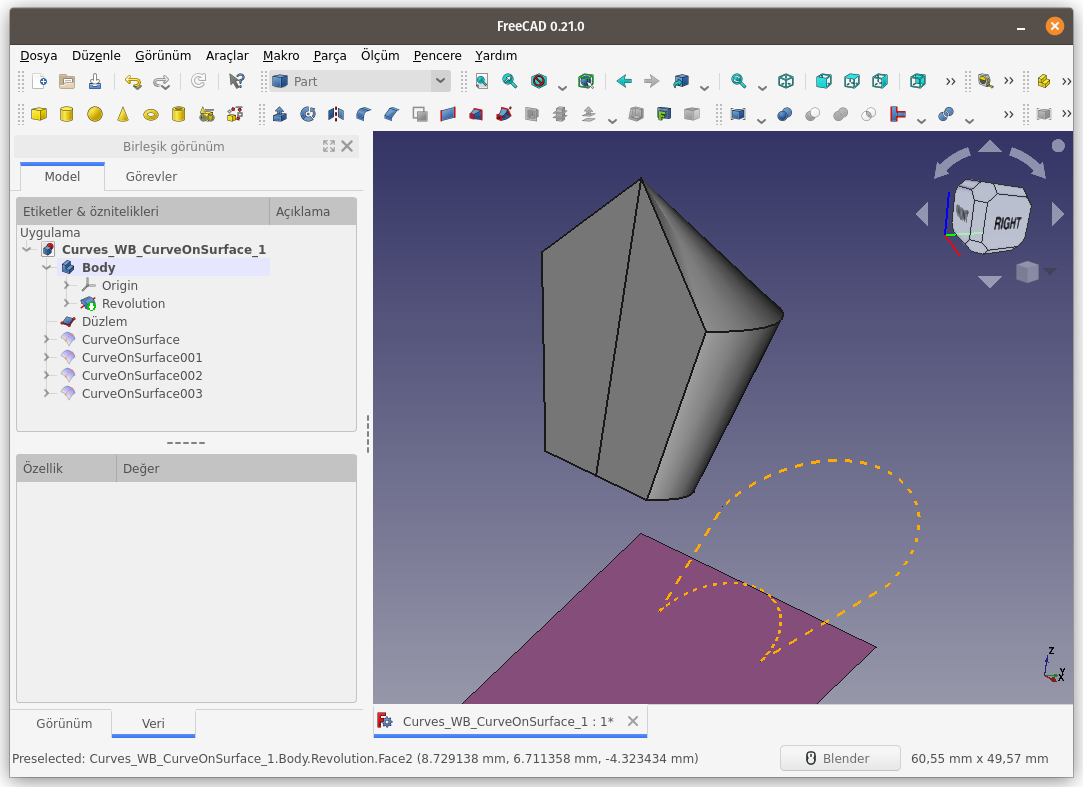 FreeCAD 0.21.0
Dosya Düzenle Görünüm Araçlar Makro Parça Ölçüm Pencere Yardım
Part
Birleşik görünüm
Model Görevler
Etiketler & öznitelikleri Açıklama
Uygulama
Curves_WB_CurveOnSurface_1
Body
Origin
Revolution
Düzlem
CurveOnSurface
CurveOnSurface001
CurveOnSurface002
CurveOnSurface003
Özellik Değer
RIGHT
Z
Y
X
Görünüm Veri
Curves_WB_CurveOnSurface_1 : 1*
Preselected: Curves_WB_CurveOnSurface_1.Body.Revolution.Face2 (8.729138 mm, 6.711358 mm, -4.323434 mm)
Blender
60,55 mm x 49,57 mm